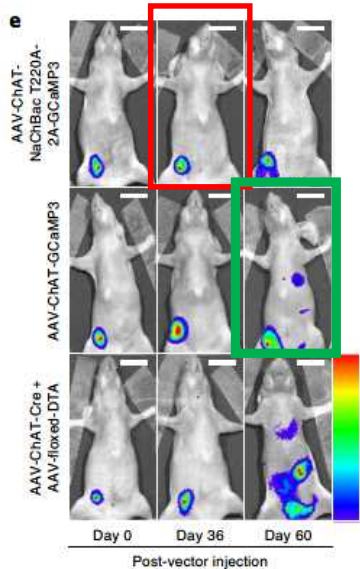 e
AAV-ChAT-
NaChBac T220A-
2A-GCaMP3
AAV-ChAT-GCaMP3
AAV-ChAT-Cre +
AAV-floxed-DTA
Day 0 Day 36 Day 60
Post-vector injection